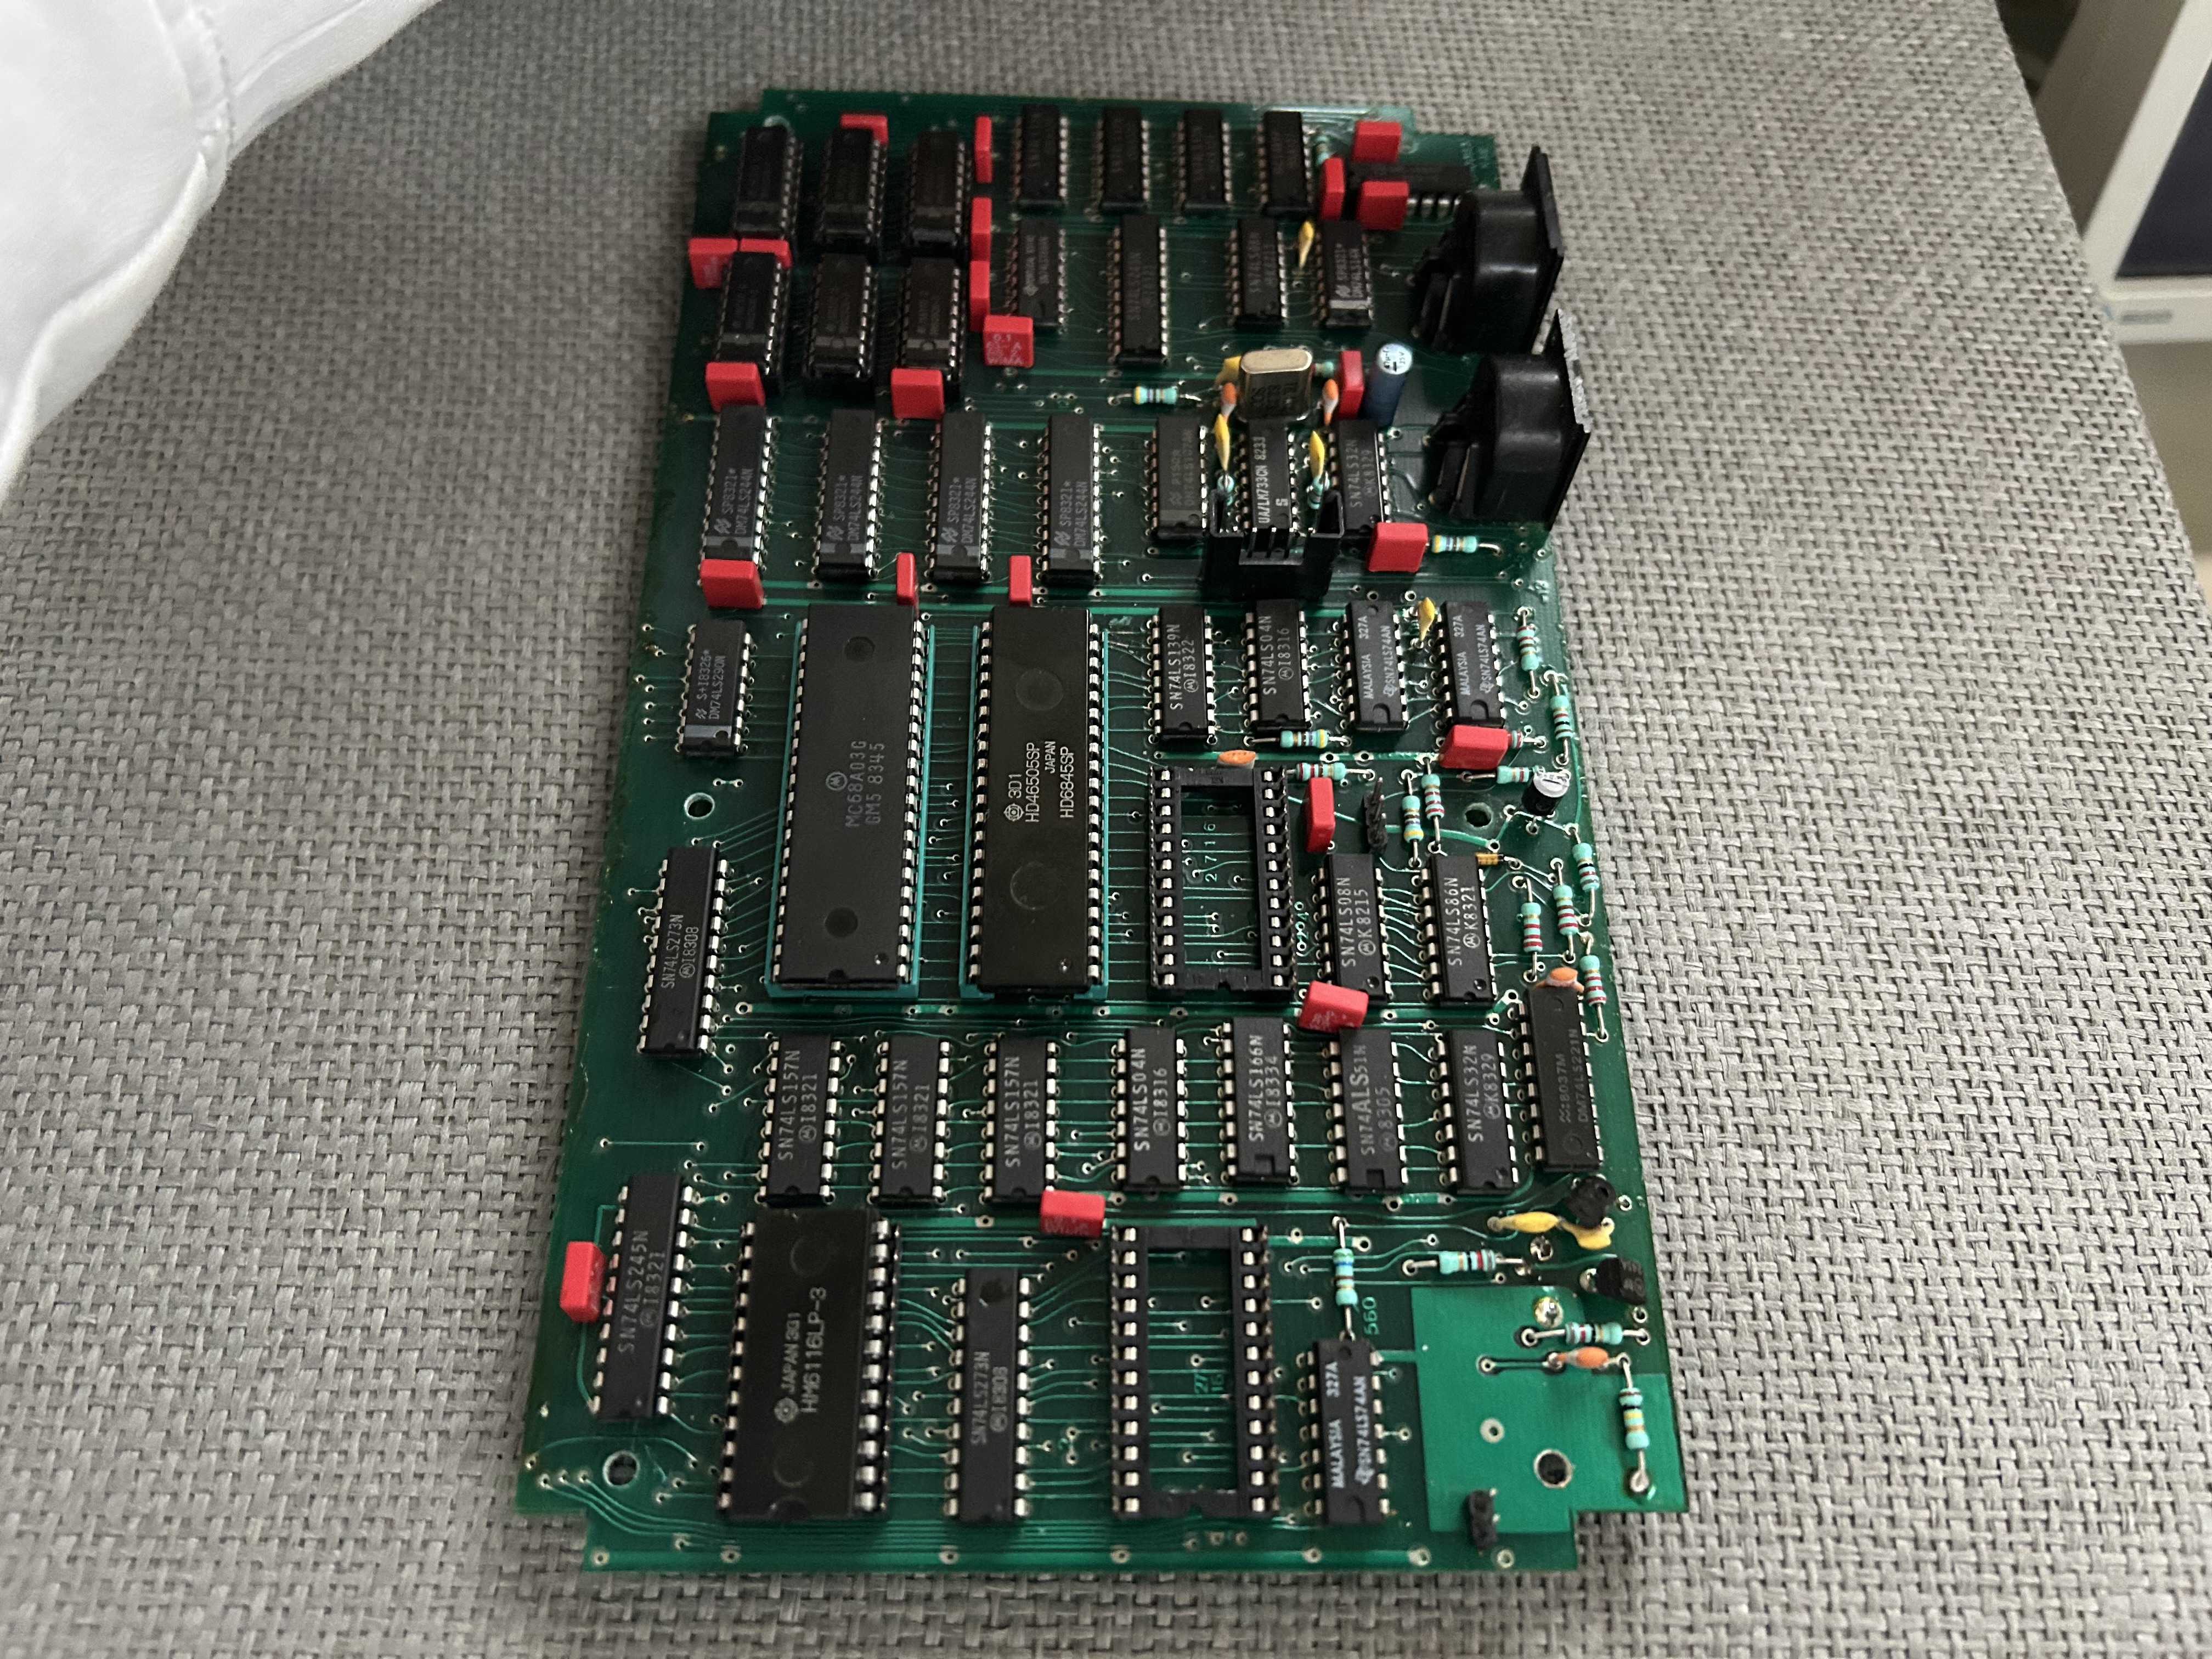 SN74LS245N
I8321
SN74LS273N
I8308
S+I8326*
DM74LS290N
SP8321*
DM74LS244N
JAPAN 3G1
HM6116LP-3
SN74LS157N
I8321
MC68A03G
GM5 8345
SP8321*
DM74LS244N
SN74LS157N
I8321
SN74LS273N
I8308
SP8321*
DM74LS244N
SN74LS157N
I8321
3D1
HD46505SP
JAPAN
HD6845SP
SP8321*
DM74LS244N
27
16
SN74LS04N
I8316
2716
SN74LS139N
I8322
SN74LS166N
I8334
SN74LS04N
I8316
UA/LM733CN 8233
S
MALAYSIA 327A
SN74LS74AN
560
SN74ALS51N
8305
SN74LS08N
K8215
MALAYSIA 327A
SN74LS74AN
SN74LS32N
K8329
SP8321*
SN74LS32N
K8329
SN74LS86N
K8321
MALAYSIA 327A
SN74LS74AN
8037M
DM74LS221N